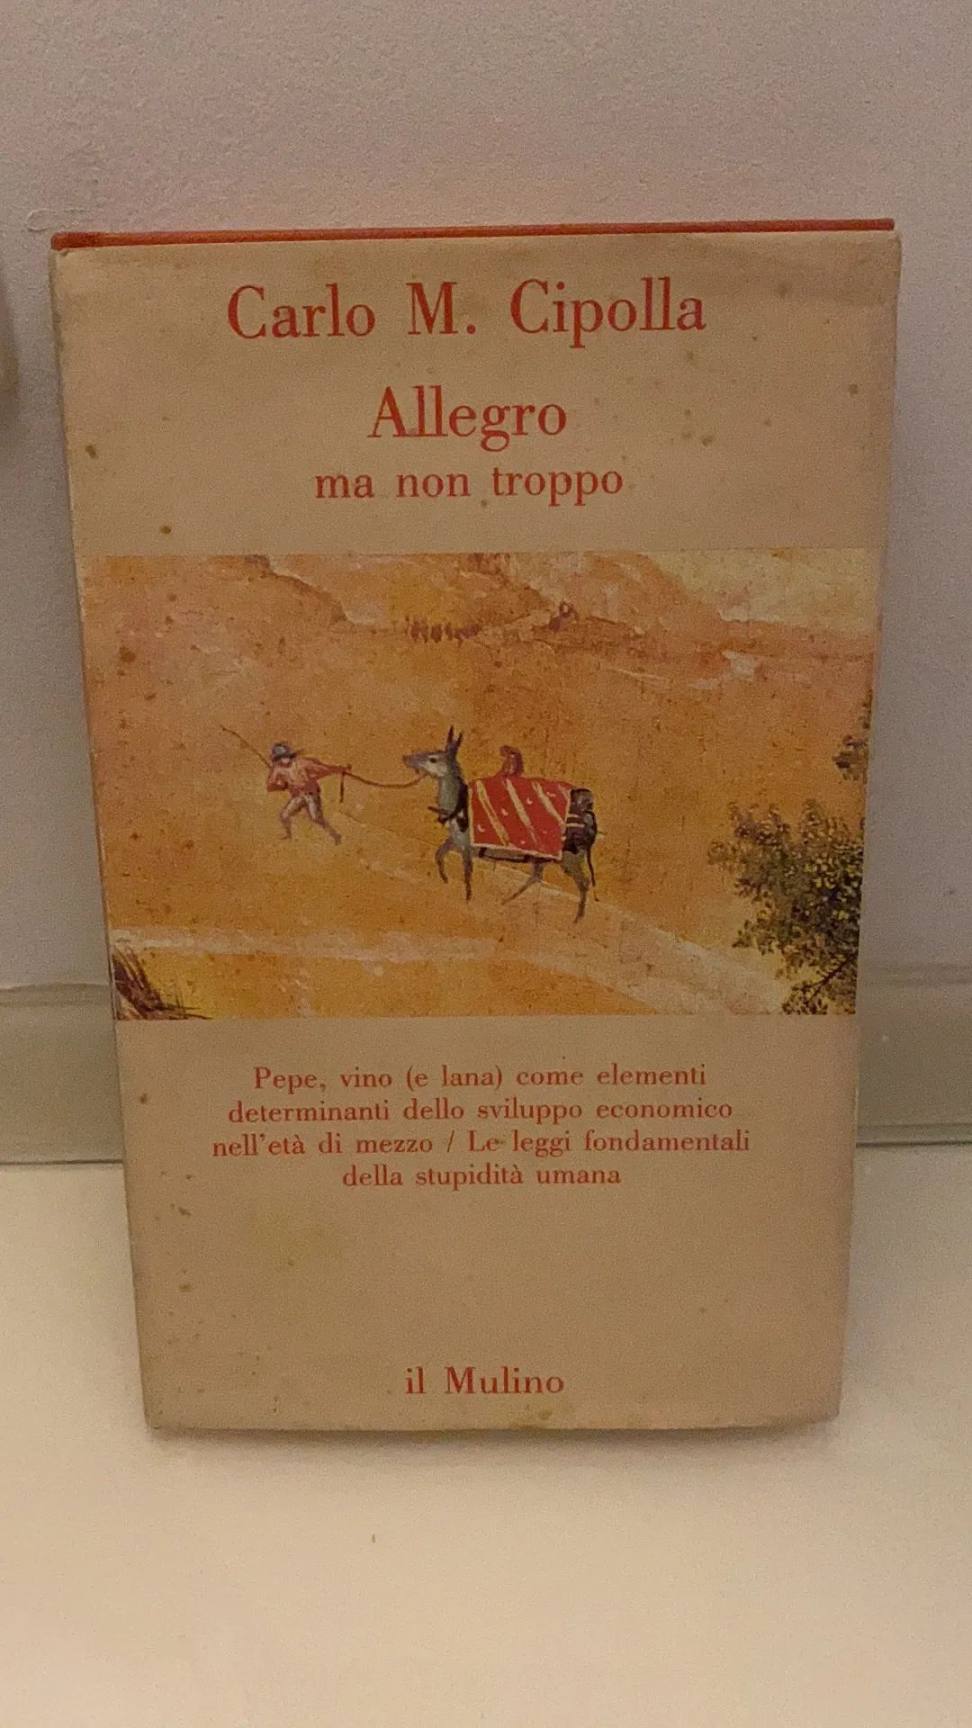 Carlo M. Cipolla
Allegro
ma non troppo
Pepe, vino (e lana) come elementi
determinanti dello sviluppo economico
nell'età di mezzo / Le leggi fondamentali
della stupidità umana
il Mulino